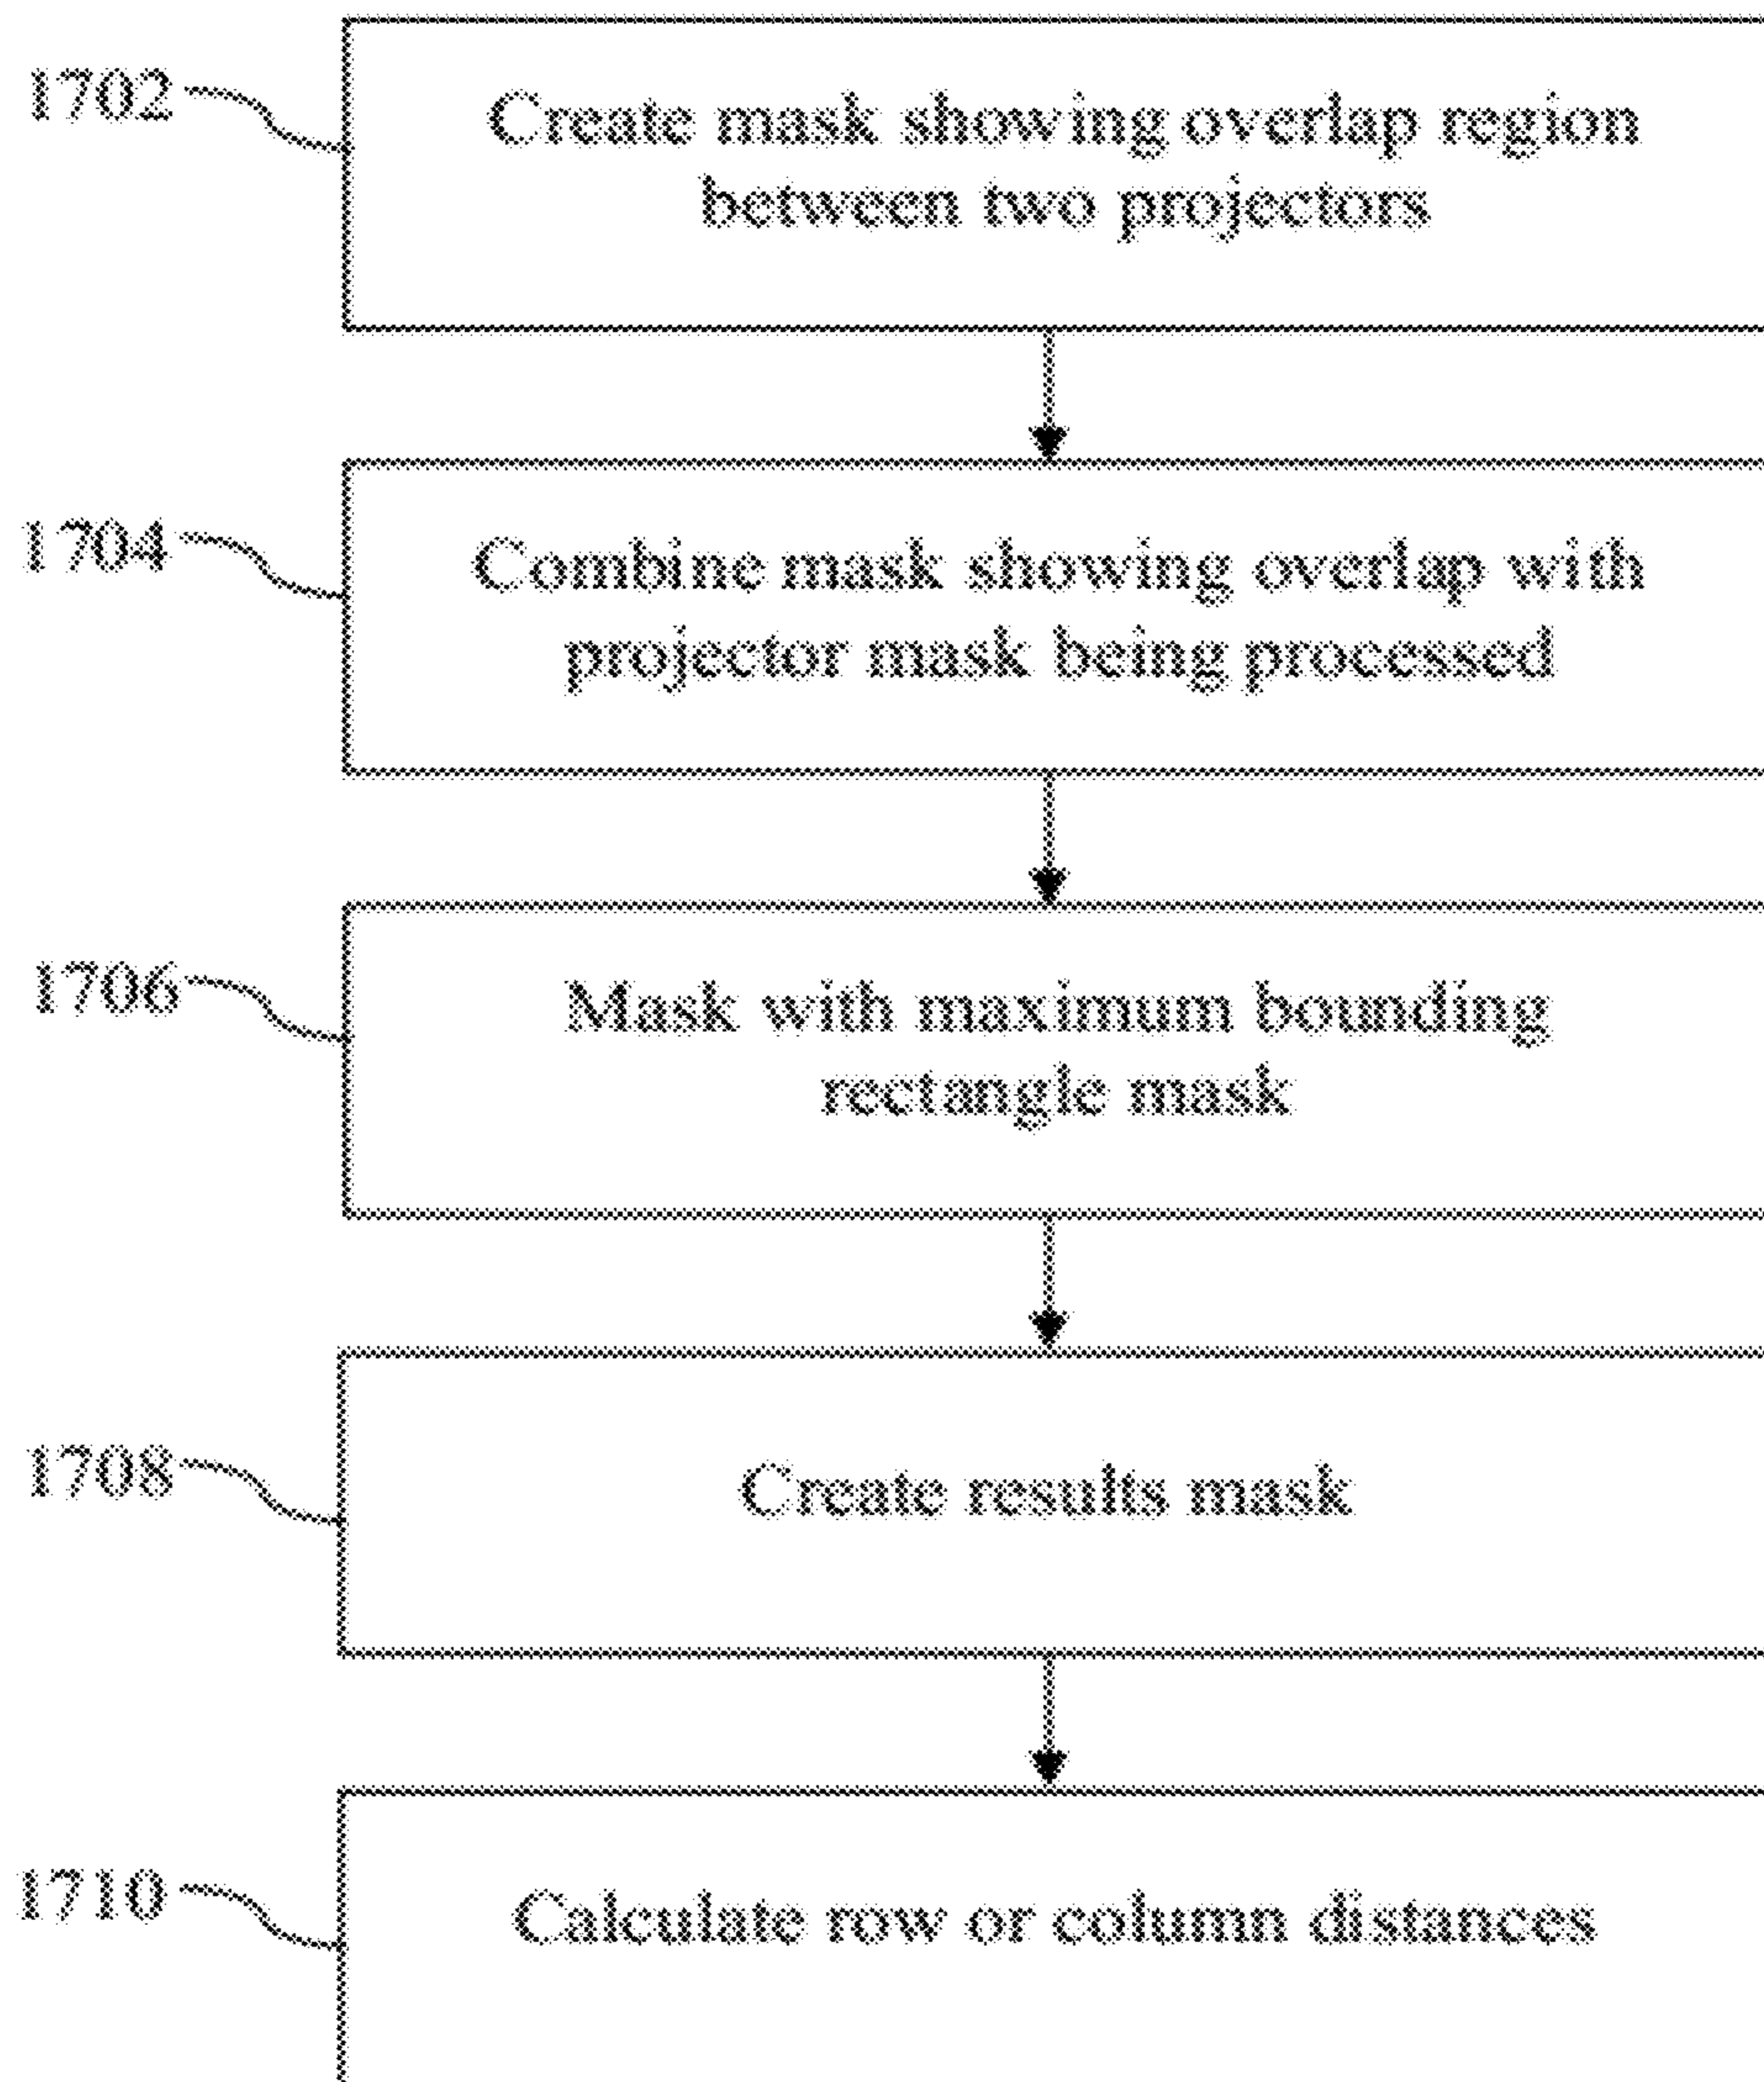 1702
Create mask showing overlap region
between two projectors
1704
Combine mask showing overlap with
projector mask being processed
1706
Mask with maximum bounding
rectangle mask
1708
Create results mask
1710
Calculate row or column distances